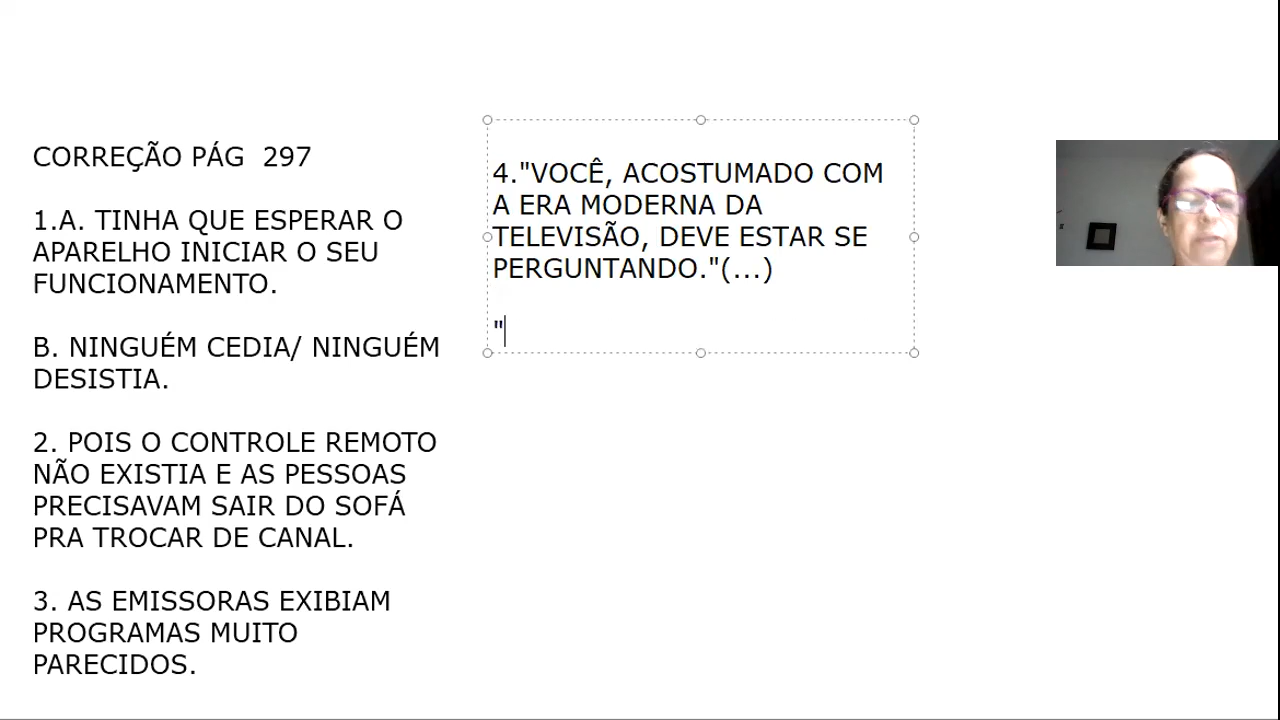 CORREÇÃO PÁG  297
1.A. TINHA QUE ESPERAR O
APARELHO INICIAR O SEU
FUNCIONAMENTO.
B. NINGUÉM CEDIA/ NINGUÉM
DESISTIA.
2. POIS O CONTROLE REMOTO
NÃO EXISTIA E AS PESSOAS
PRECISAVAM SAIR DO SOFÁ
PRA TROCAR DE CANAL.
3. AS EMISSORAS EXIBIAM
PROGRAMAS MUITO
PARECIDOS.
4."VOCÊ, ACOSTUMADO COM
A ERA MODERNA DA
TELEVISÃO, DEVE ESTAR SE
PERGUNTANDO."(...)
"